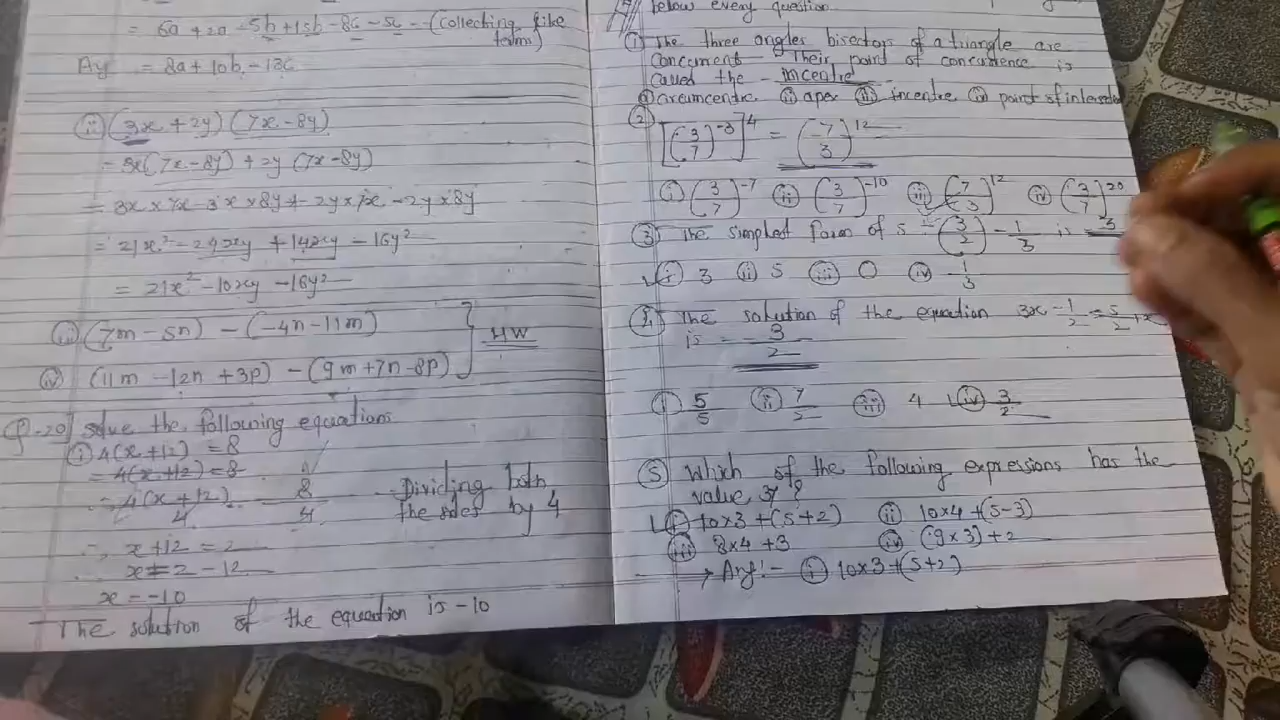 = 6a + 2a - 5b + 15b - 8c - 5c - (collecting like
terms)
Ay = 8a + 10b - 13c
(ii) (3x + 2y) (7x - 8y)
= 3x(7x - 8y) + 2y (7x - 8y)
= 3x × 7x - 3x × 8y + 2y × 7x - 2y × 8y
= 21x² - 24xy + 14xy - 16y²
= 21x² - 10xy - 16y²
iii) (7m - 5n) - (-4n - 11m)
iv) (11m - 12n + 3p) - (9m + 7n - 8p)
HW
Q-20] solve the following equations
(i) 4(x+12) = 8
= 4(x+12) = 8
∴ 4(x+12)/4 = 8/4 - Dividing both
the sides by 4
∴ x+12 = 2
∴ x = 2 - 12
x = -10
The solution of the equation is -10
below every question
(1) The three angles bisectors of a triangle are
concurrent Their point of concurrence is
called the incentre
(i) circumcentre (ii) apex (iii) incentre (iv) point of
(2) [(3/7)^-3]^4 = (7/3)^12
(i) (3/7)^-7 (ii) (3/7)^-10 (iii) (7/3)^12 (iv) (3/7)^20
(3) The simplest form of 5 ÷ (3/2) - 1/3 is 3
(i) 3 (ii) 5 (iii) 0 (iv) 1/3
(4) The solution of the equation 3x - 1/2 = 5/2 + x
is 3/2
(i) 5/5 (ii) 7/2 (iii) 4 (iv) 3/2
(5) Which of the following expressions has the
value 37?
(i) 10×3 + (5+2) (ii) 10×4 + (5-3)
(iii) 8×4 + 3 (iv) (9×3) + 2
→ Ans:- (i) 10×3 + (5+2)